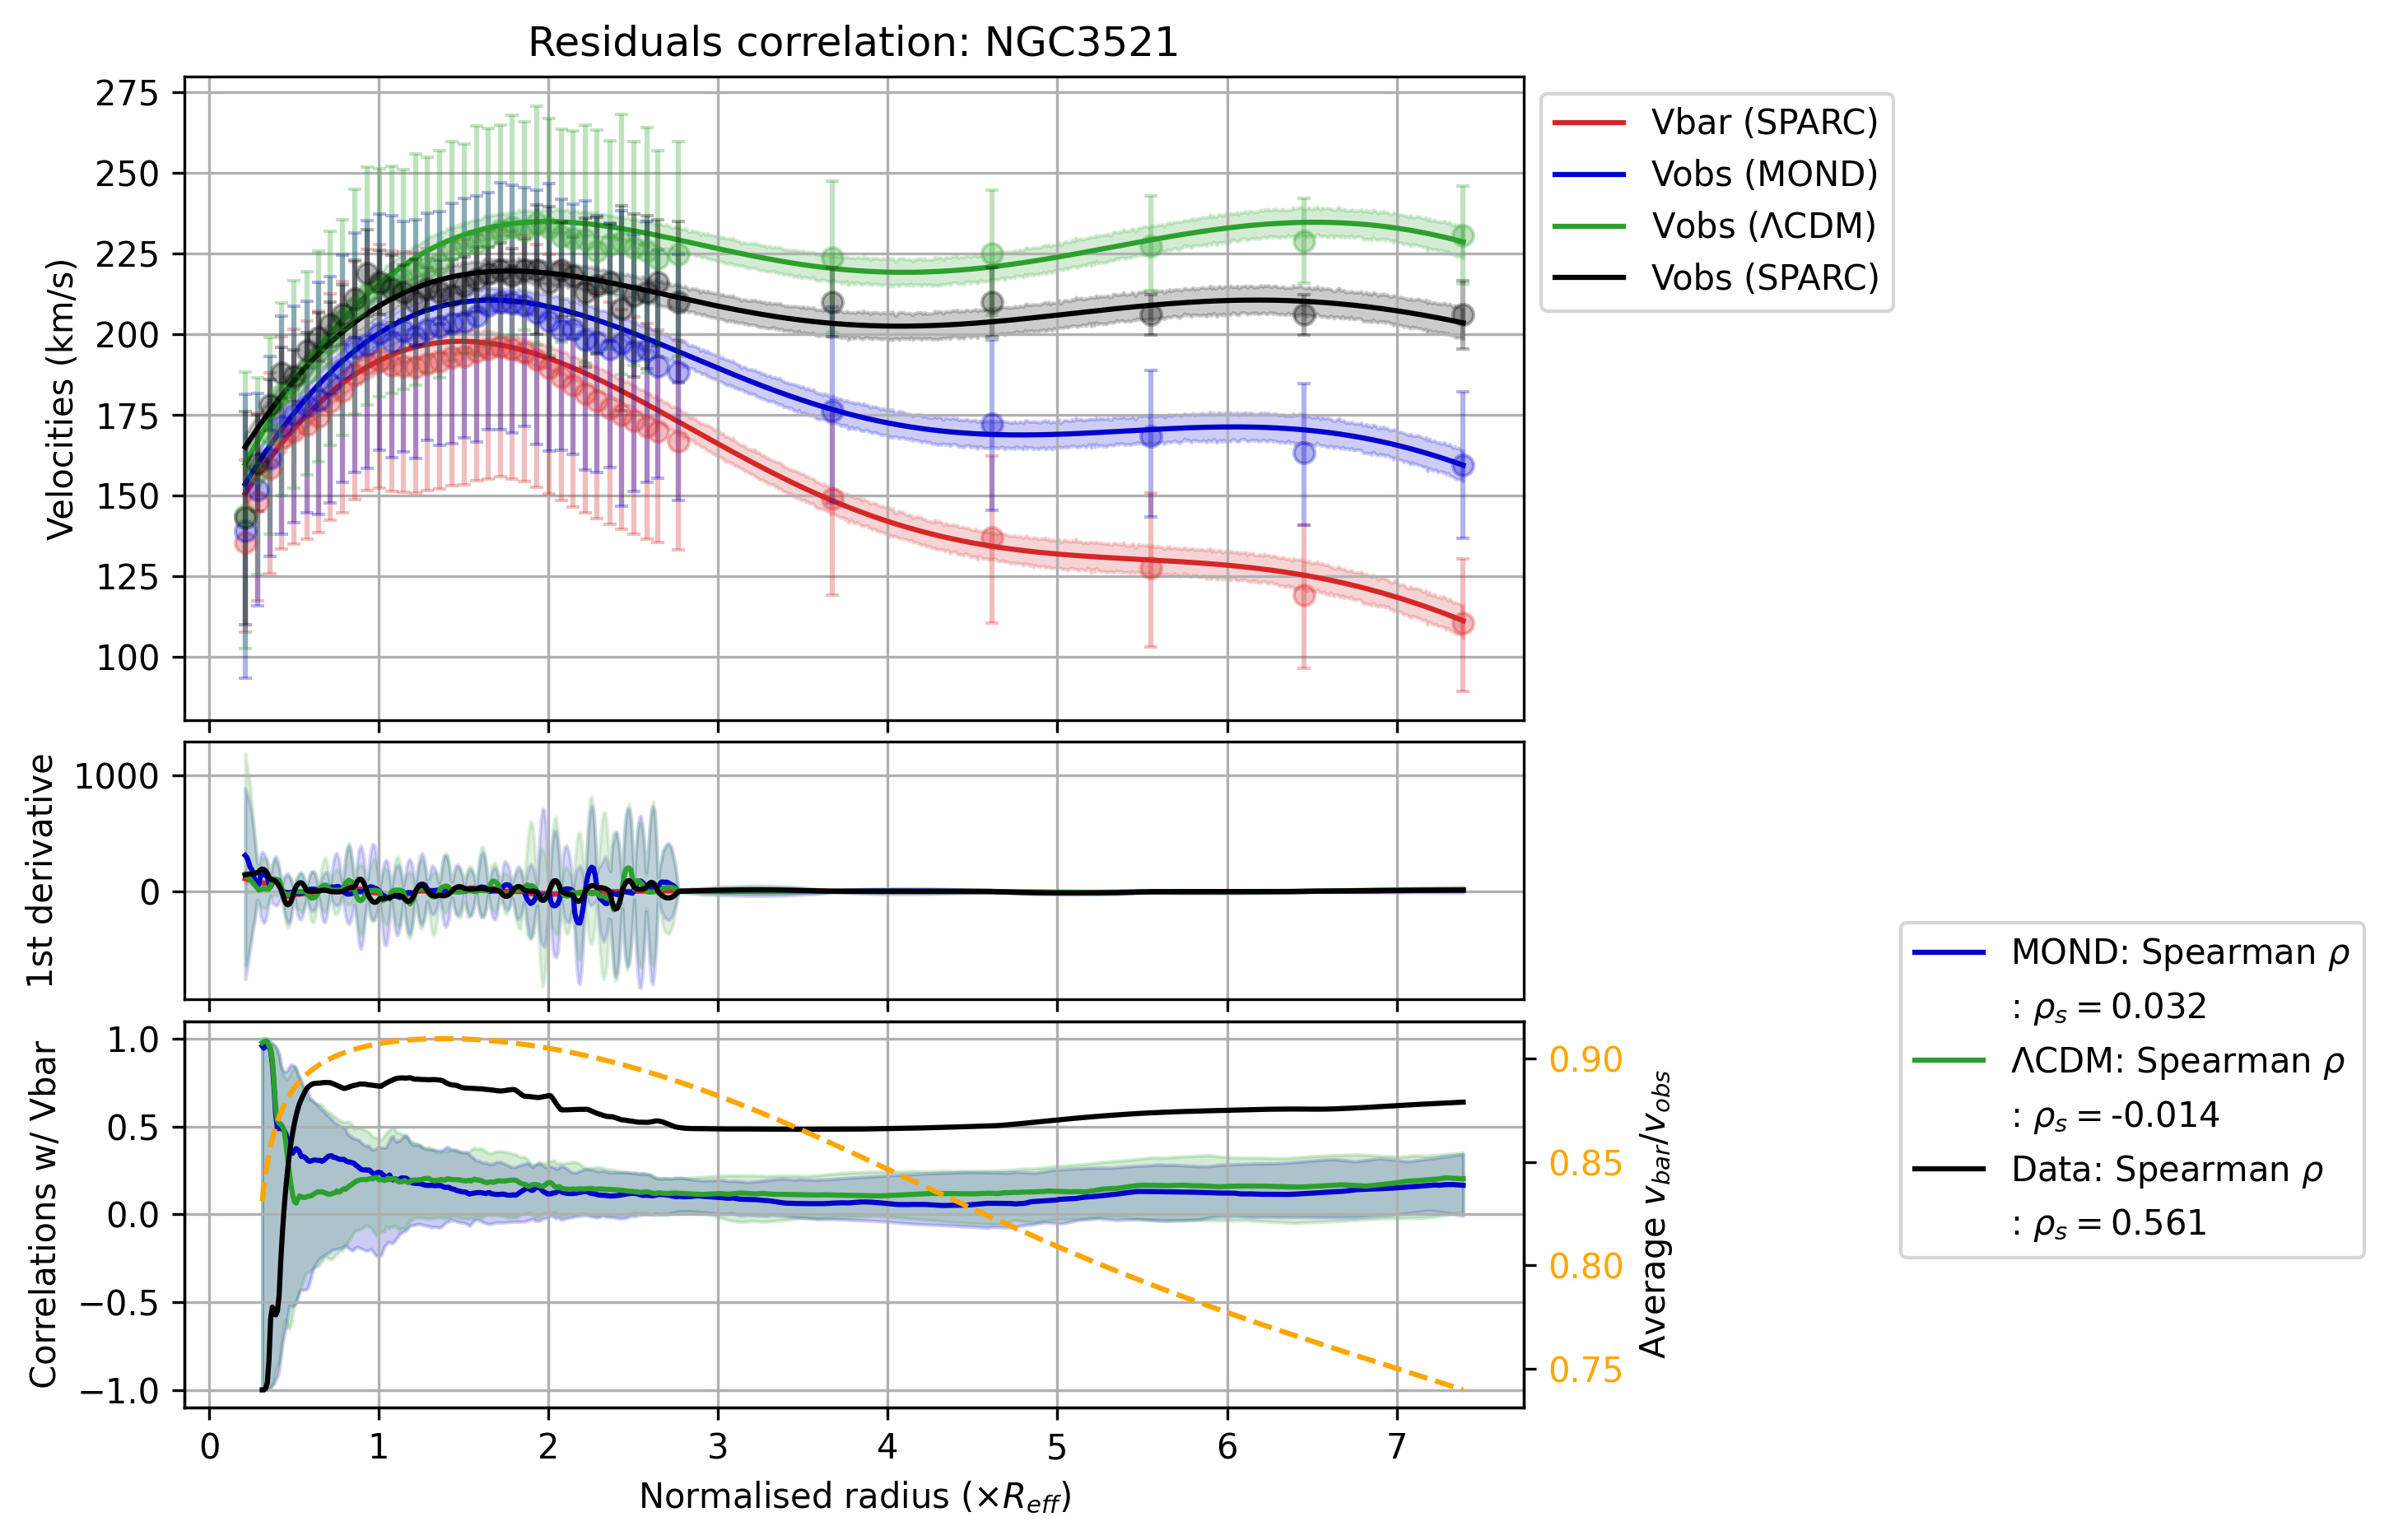 Residuals correlation: NGC3521
275
250
225
200
175
150
125
100
Velocities (km/s)
Vbar (SPARC)
Vobs (MOND)
Vobs (ΛCDM)
Vobs (SPARC)
1000
0
1st derivative
1.0
0.5
0.0
−0.5
−1.0
Correlations w/ Vbar
0.90
0.85
0.80
0.75
Average v_bar/v_obs
MOND: Spearman ρ
: ρ_s = 0.032
ΛCDM: Spearman ρ
: ρ_s = -0.014
Data: Spearman ρ
: ρ_s = 0.561
0 1 2 3 4 5 6 7
Normalised radius (×R_eff)